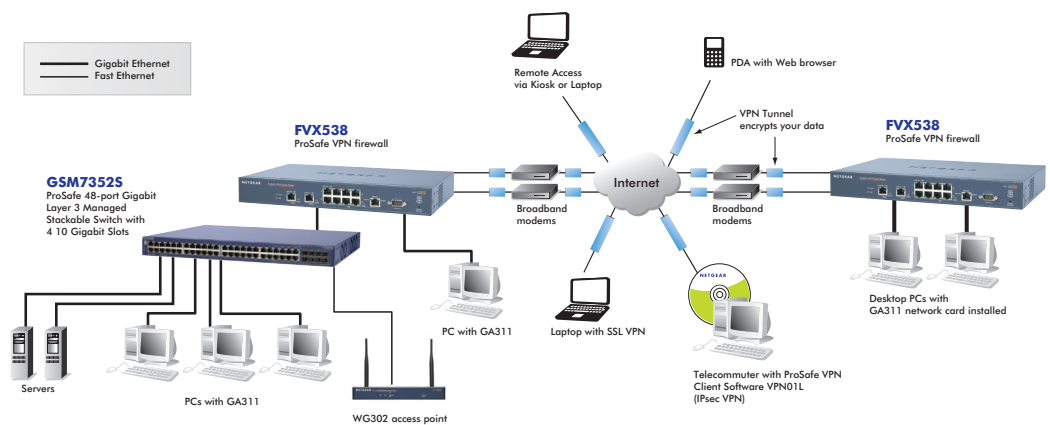 Gigabit Ethernet
Fast Ethernet
Remote Access
via Kiosk or Laptop
PDA with Web browser
VPN Tunnel
encrypts your data
FVX538
ProSafe VPN firewall
FVX538
ProSafe VPN firewall
GSM7352S
ProSafe 48-port Gigabit
Layer 3 Managed
Stackable Switch with
4 10 Gigabit Slots
NETGEAR
Internet
NETGEAR
Broadband
modems
Broadband
modems
NETGEAR
PC with GA311
Laptop with SSL VPN
Desktop PCs with
GA311 network card installed
Servers
PCs with GA311
NETGEAR
WG302 access point
Telecommuter with ProSafe VPN
Client Software VPN01L
(IPsec VPN)